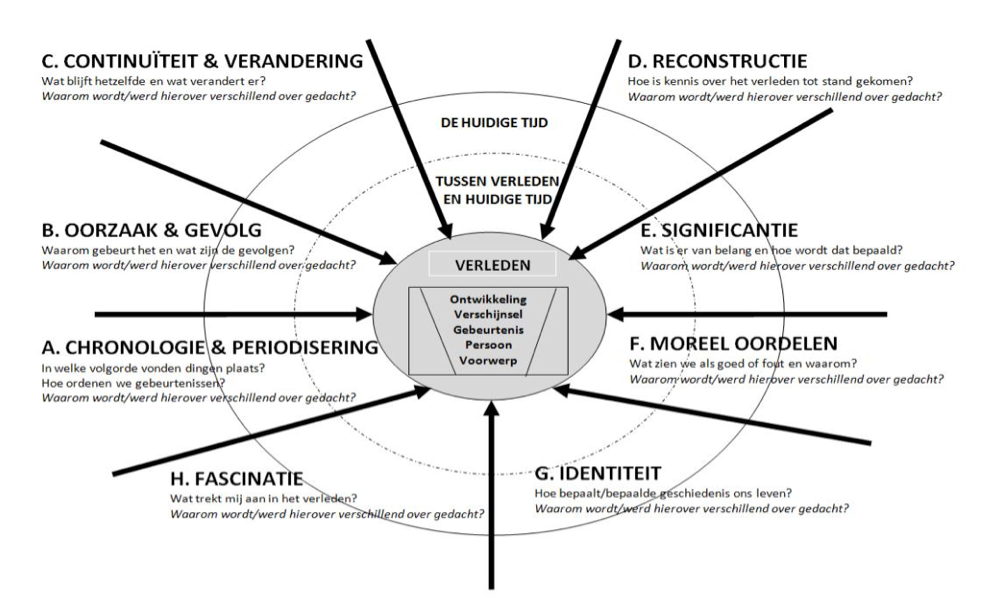 C. CONTINUÏTEIT & VERANDERING
Wat blijft hetzelfde en wat verandert er?
Waarom wordt/werd hierover verschillend over gedacht?
D. RECONSTRUCTIE
Hoe is kennis over het verleden tot stand gekomen?
Waarom wordt/werd hierover verschillend over gedacht?
DE HUIDIGE TIJD
TUSSEN VERLEDEN
EN HUIDIGE TIJD
B. OORZAAK & GEVOLG
Waarom gebeurt het en wat zijn de gevolgen?
Waarom wordt/werd hierover verschillend over gedacht?
E. SIGNIFICANTIE
Wat is er van belang en hoe wordt dat bepaald?
Waarom wordt/werd hierover verschillend over gedacht?
VERLEDEN
Ontwikkeling
Verschijnsel
Gebeurtenis
Persoon
Voorwerp
A. CHRONOLOGIE & PERIODISERING
In welke volgorde vonden dingen plaats?
Hoe ordenen we gebeurtenissen?
Waarom wordt/werd hierover verschillend over gedacht?
F. MOREEL OORDELEN
Wat zien we als goed of fout en waarom?
Waarom wordt/werd hierover verschillend over gedacht?
H. FASCINATIE
Wat trekt mij aan in het verleden?
Waarom wordt/werd hierover verschillend over gedacht?
G. IDENTITEIT
Hoe bepaalt/bepaalde geschiedenis ons leven?
Waarom wordt/werd hierover verschillend over gedacht?